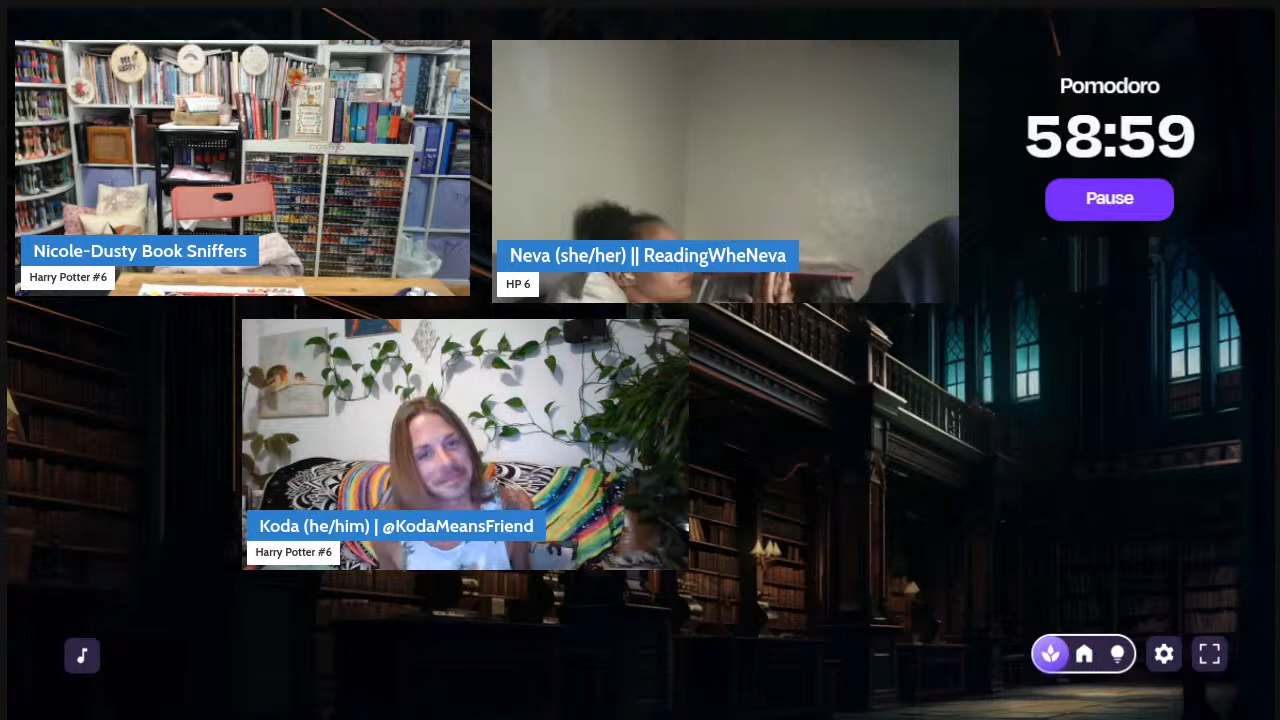 Pomodoro
58:59
Pause
Nicole-Dusty Book Sniffers
Harry Potter #6
Neva (she/her) || ReadingWheNeva
HP 6
Koda (he/him) | @KodaMeansFriend
Harry Potter #6